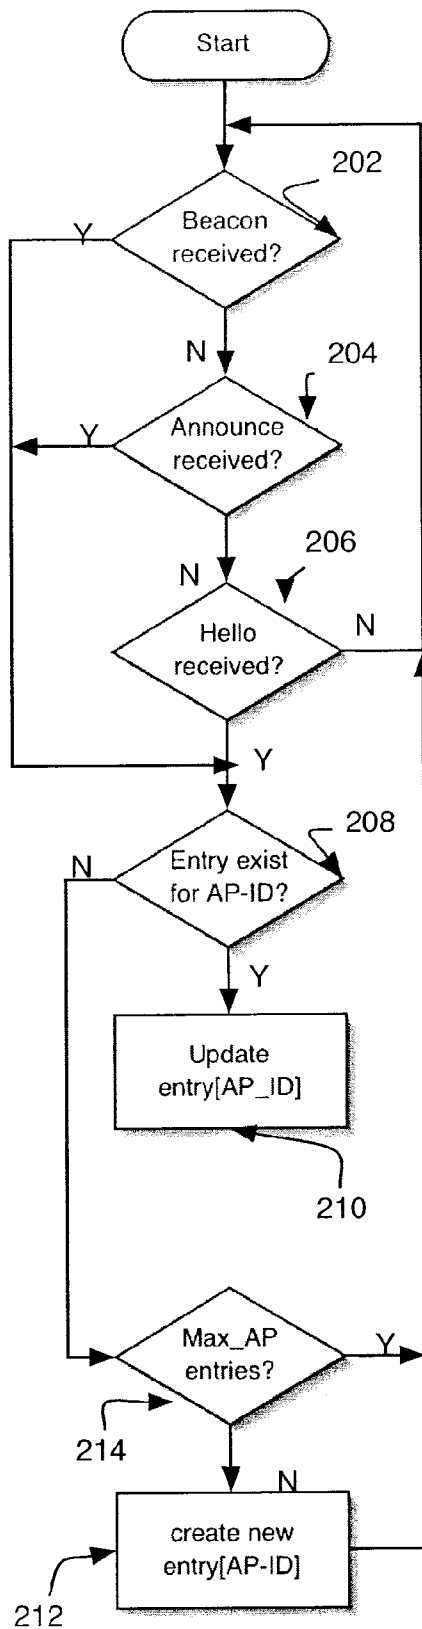 Start
202
Beacon
received?
Y
N
204
Announce
received?
Y
206
N
Hello
received?
N
Y
208
Entry exist
for AP-ID?
N
Y
Update
entry[AP_ID]
210
Max_AP
entries?
Y
214
N
create new
entry[AP-ID]
212